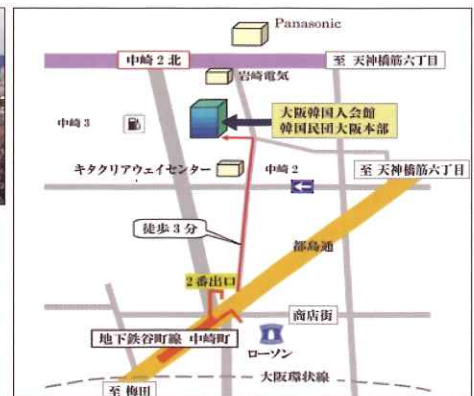 Panasonic
中崎2北
至 天神橋筋六丁目
岩崎電気
大阪韓国人会館
韓国民団大阪本部
中崎3
キタクリアウェイセンター
中崎2
至 天神橋筋六丁目
徒歩3分
都島通
2番出口
商店街
地下鉄谷町線 中崎町
ローソン
大阪環状線
至 梅田